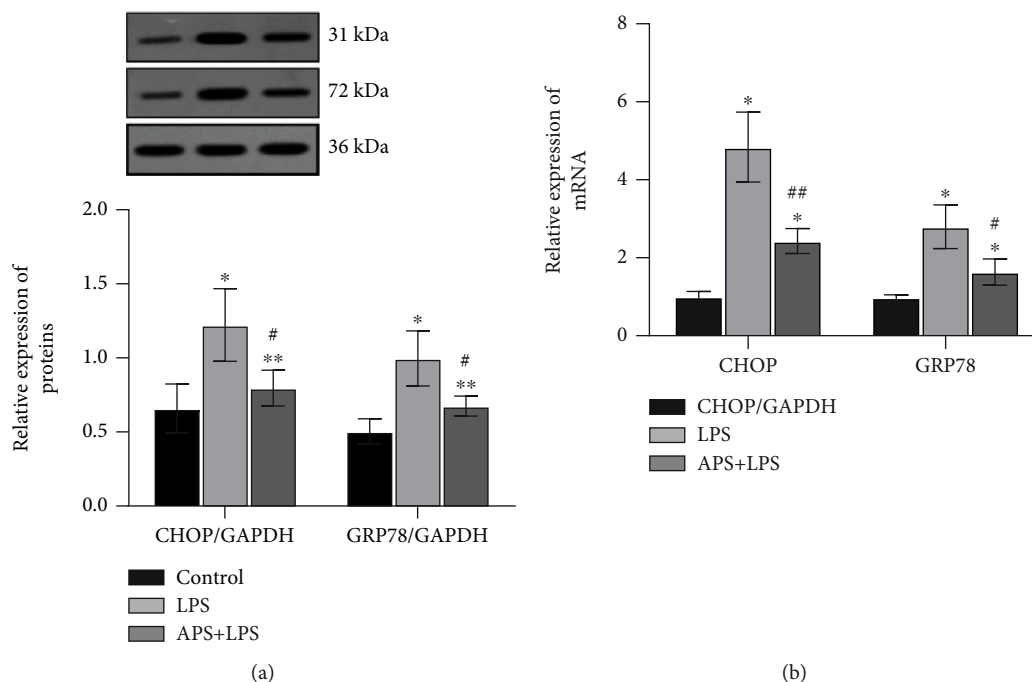 31 kDa
72 kDa
36 kDa
Relative expression of
proteins
2.0
1.5
1.0
0.5
0.0
*
#
**
*
#
**
CHOP/GAPDH
GRP78/GAPDH
Control
LPS
APS+LPS
(a)
Relative expression of
mRNA
8
6
4
2
0
*
##
*
*
#
*
CHOP
GRP78
CHOP/GAPDH
LPS
APS+LPS
(b)